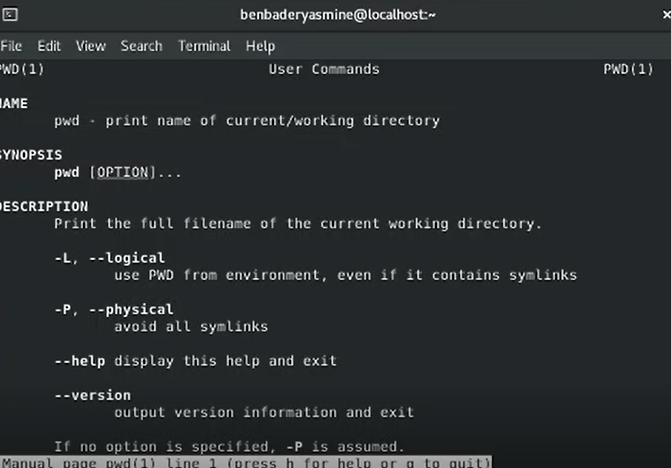 benbaderyasmine@localhost:~
File Edit View Search Terminal Help
PWD(1) User Commands PWD(1)
NAME
pwd - print name of current/working directory
SYNOPSIS
pwd [OPTION]...
DESCRIPTION
Print the full filename of the current working directory.
-L, --logical
use PWD from environment, even if it contains symlinks
-P, --physical
avoid all symlinks
--help display this help and exit
--version
output version information and exit
If no option is specified, -P is assumed.
Manual page pwd(1) line 1 (press h for help or q to quit)